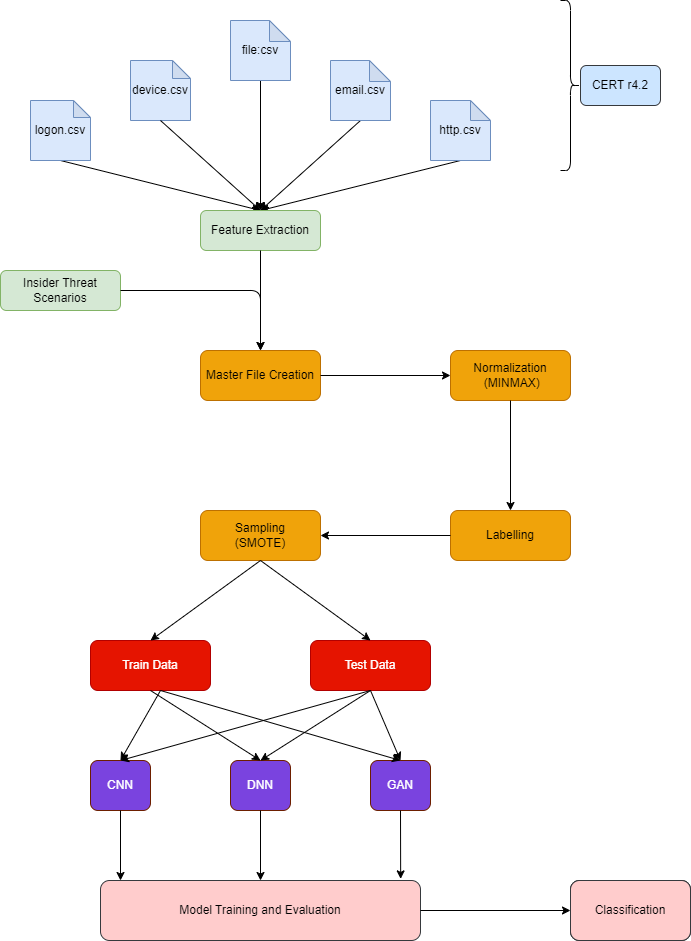 file:csv
device.csv
email.csv
CERT r4.2
logon.csv
http.csv
Feature Extraction
Insider Threat
Scenarios
Master File Creation
Normalization
(MINMAX)
Sampling
(SMOTE)
Labelling
Train Data
Test Data
CNN
DNN
GAN
Model Training and Evaluation
Classification